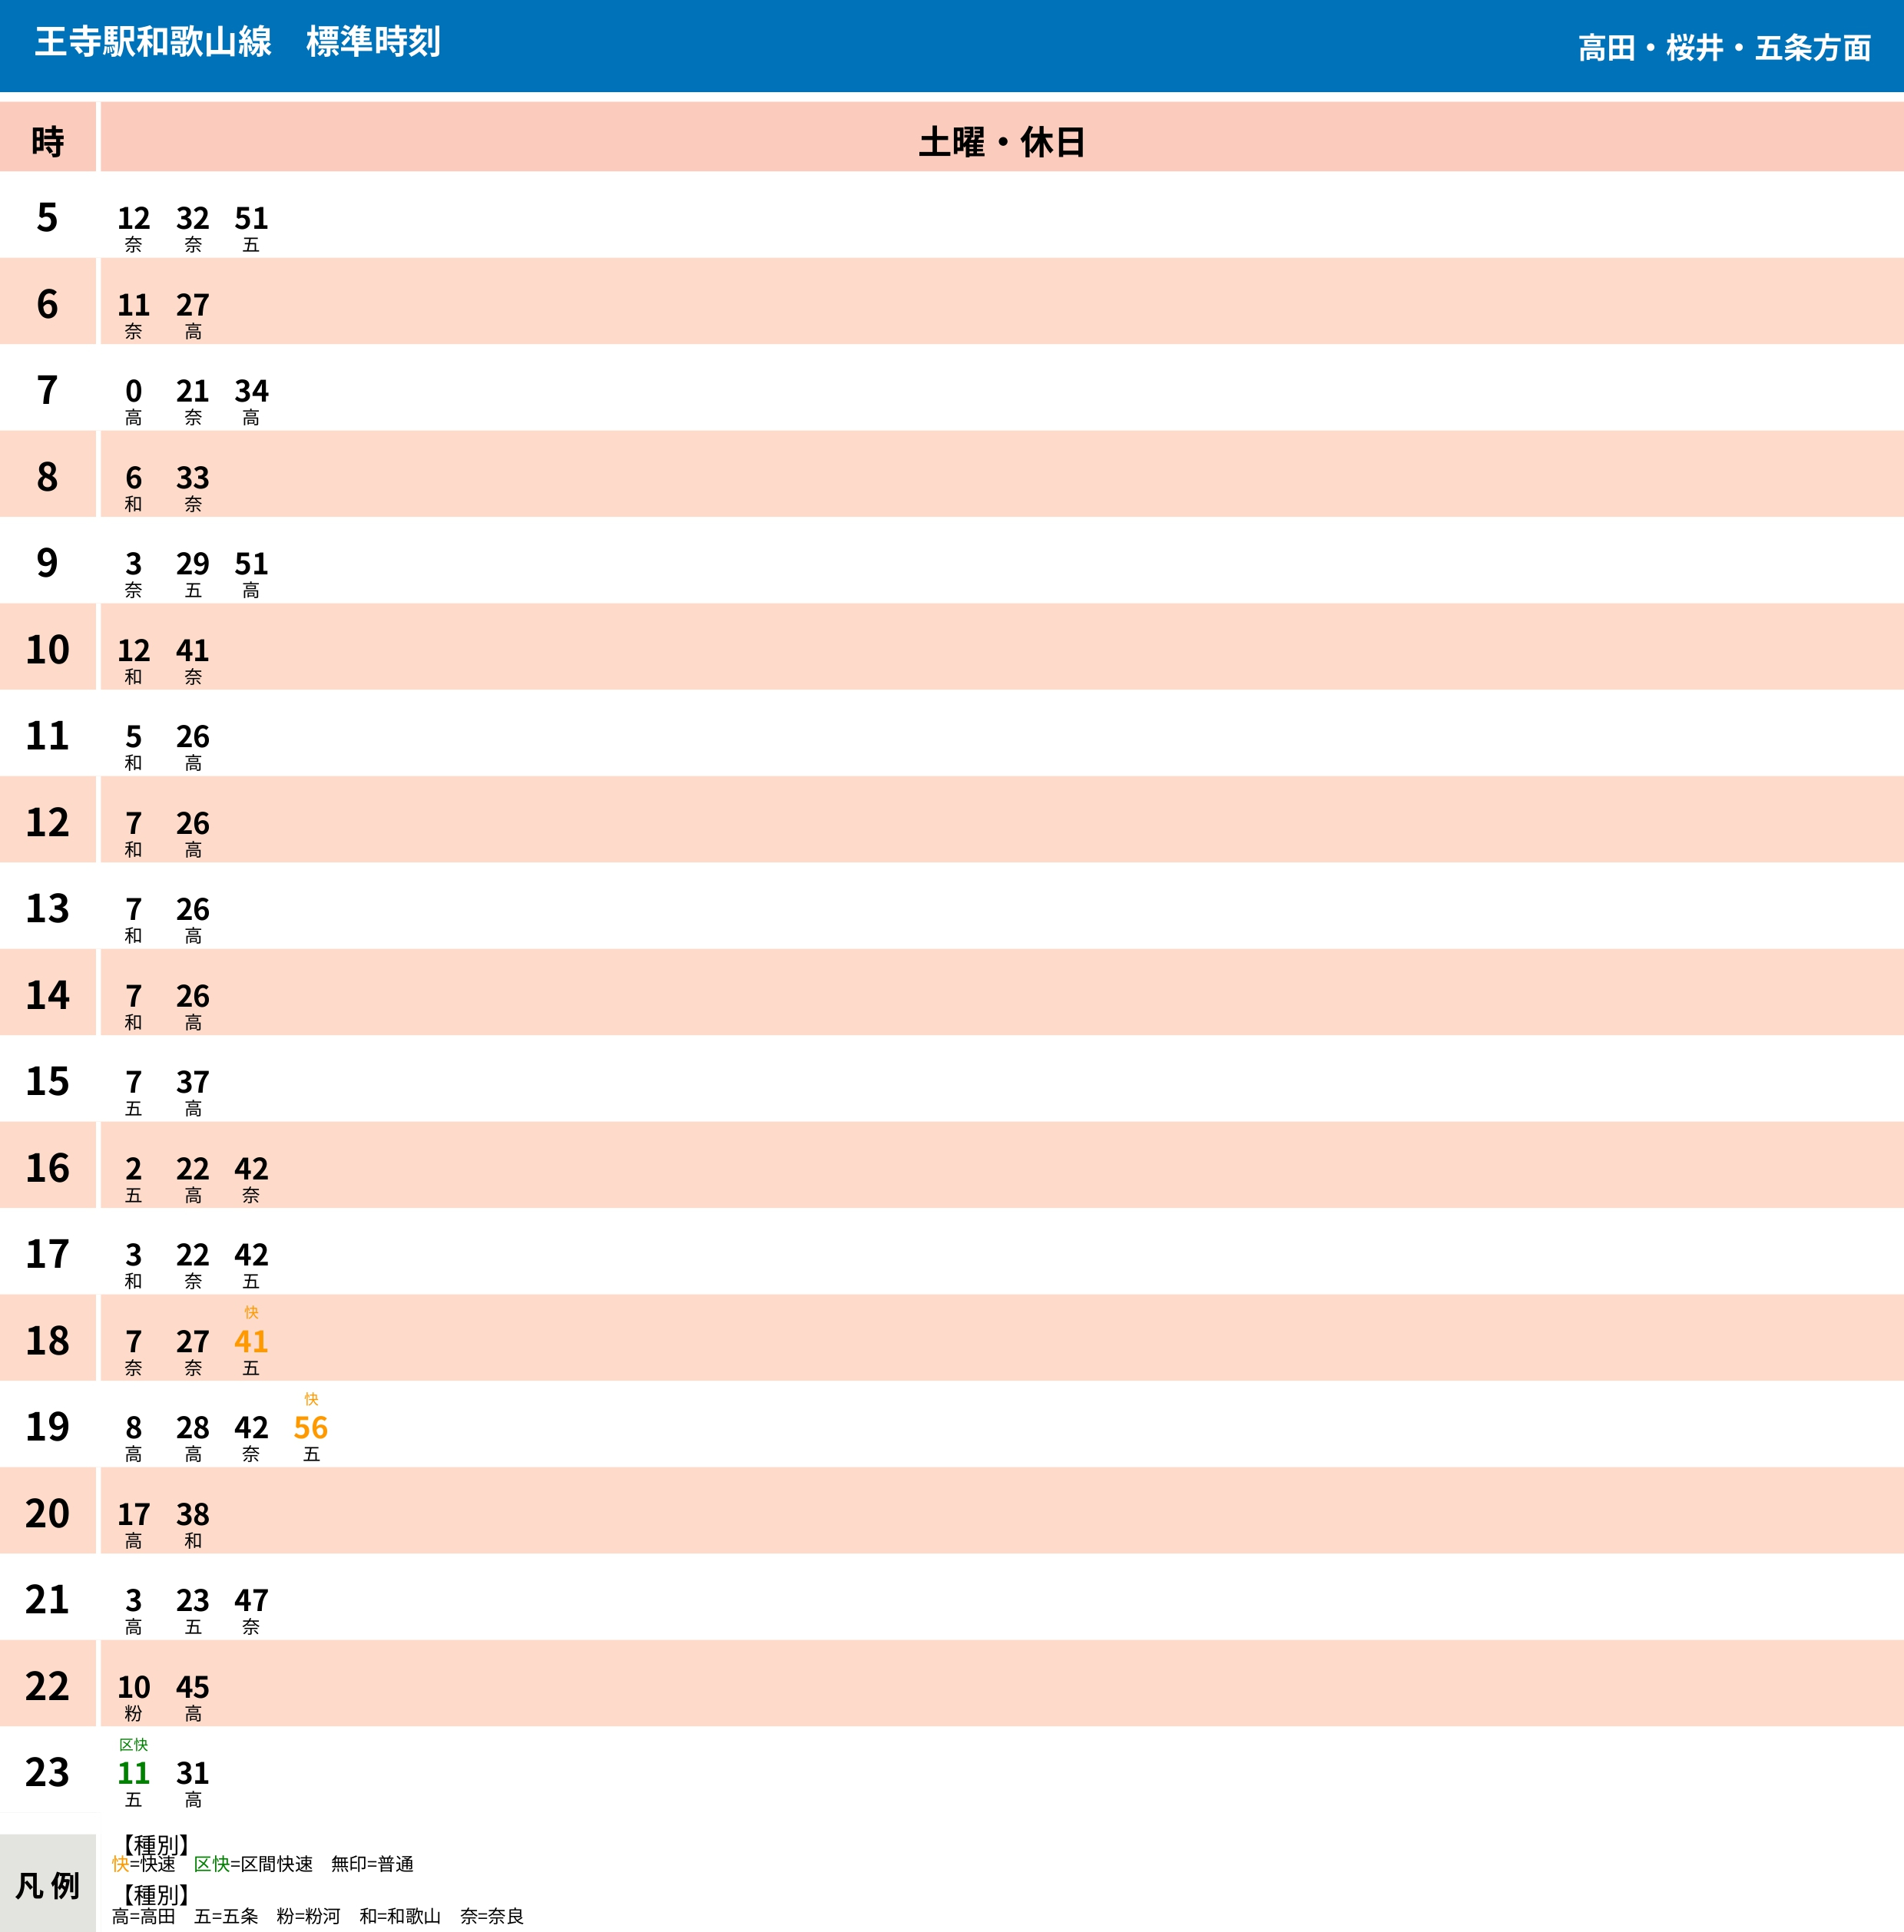 王寺駅和歌山線　標準時刻
高田・桜井・五条方面
時 土曜・休日
5 12 32 51
奈 奈 五
6 11 27
奈 高
7 0 21 34
高 奈 高
8 6 33
和 奈
9 3 29 51
奈 五 高
10 12 41
和 奈
11 5 26
和 高
12 7 26
和 高
13 7 26
和 高
14 7 26
和 高
15 7 37
五 高
16 2 22 42
五 高 奈
17 3 22 42
和 奈 五
快
18 7 27 41
奈 奈 五
快
19 8 28 42 56
高 高 奈 五
20 17 38
高 和
21 3 23 47
高 五 奈
22 10 45
粉 高
区快
23 11 31
五 高
凡 例
【種別】
快=快速　区快=区間快速　無印=普通
【種別】
高=高田　五=五条　粉=粉河　和=和歌山　奈=奈良